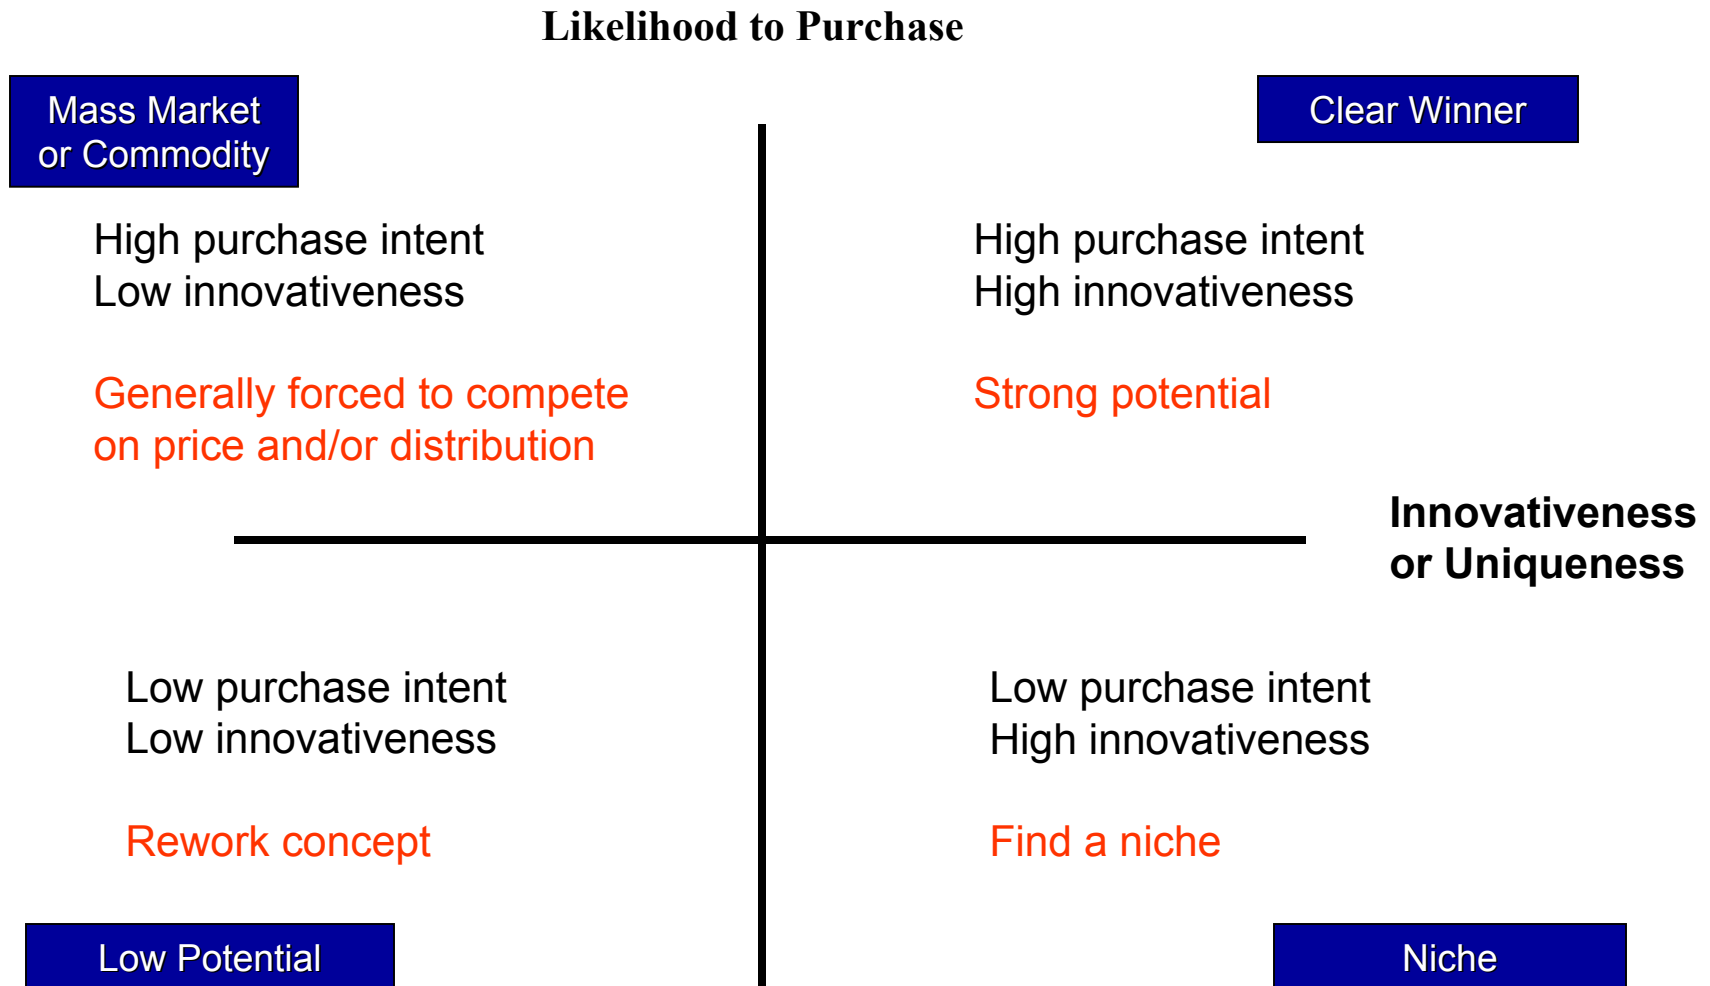 Likelihood to Purchase
Mass Market
or Commodity
Clear Winner
High purchase intent
Low innovativeness
Generally forced to compete
on price and/or distribution
High purchase intent
High innovativeness
Strong potential
Innovativeness
or Uniqueness
Low purchase intent
Low innovativeness
Rework concept
Low purchase intent
High innovativeness
Find a niche
Low Potential
Niche